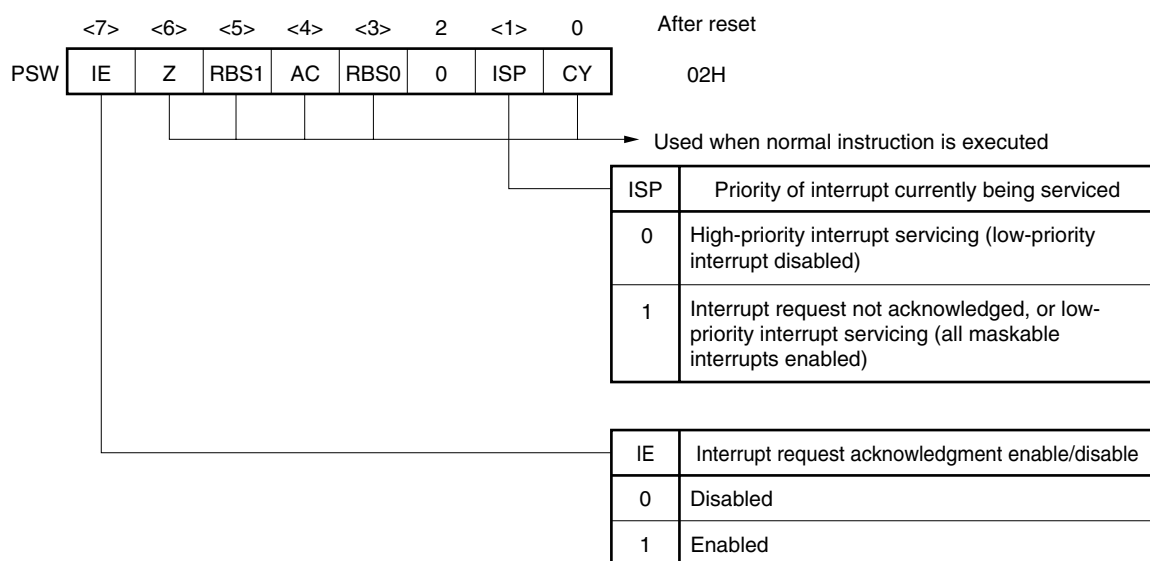 <7> <6> <5> <4> <3> 2 <1> 0 After reset
PSW IE Z RBS1 AC RBS0 0 ISP CY 02H
Used when normal instruction is executed
ISP Priority of interrupt currently being serviced
0 High-priority interrupt servicing (low-priority
interrupt disabled)
1 Interrupt request not acknowledged, or low-
priority interrupt servicing (all maskable
interrupts enabled)
IE Interrupt request acknowledgment enable/disable
0 Disabled
1 Enabled